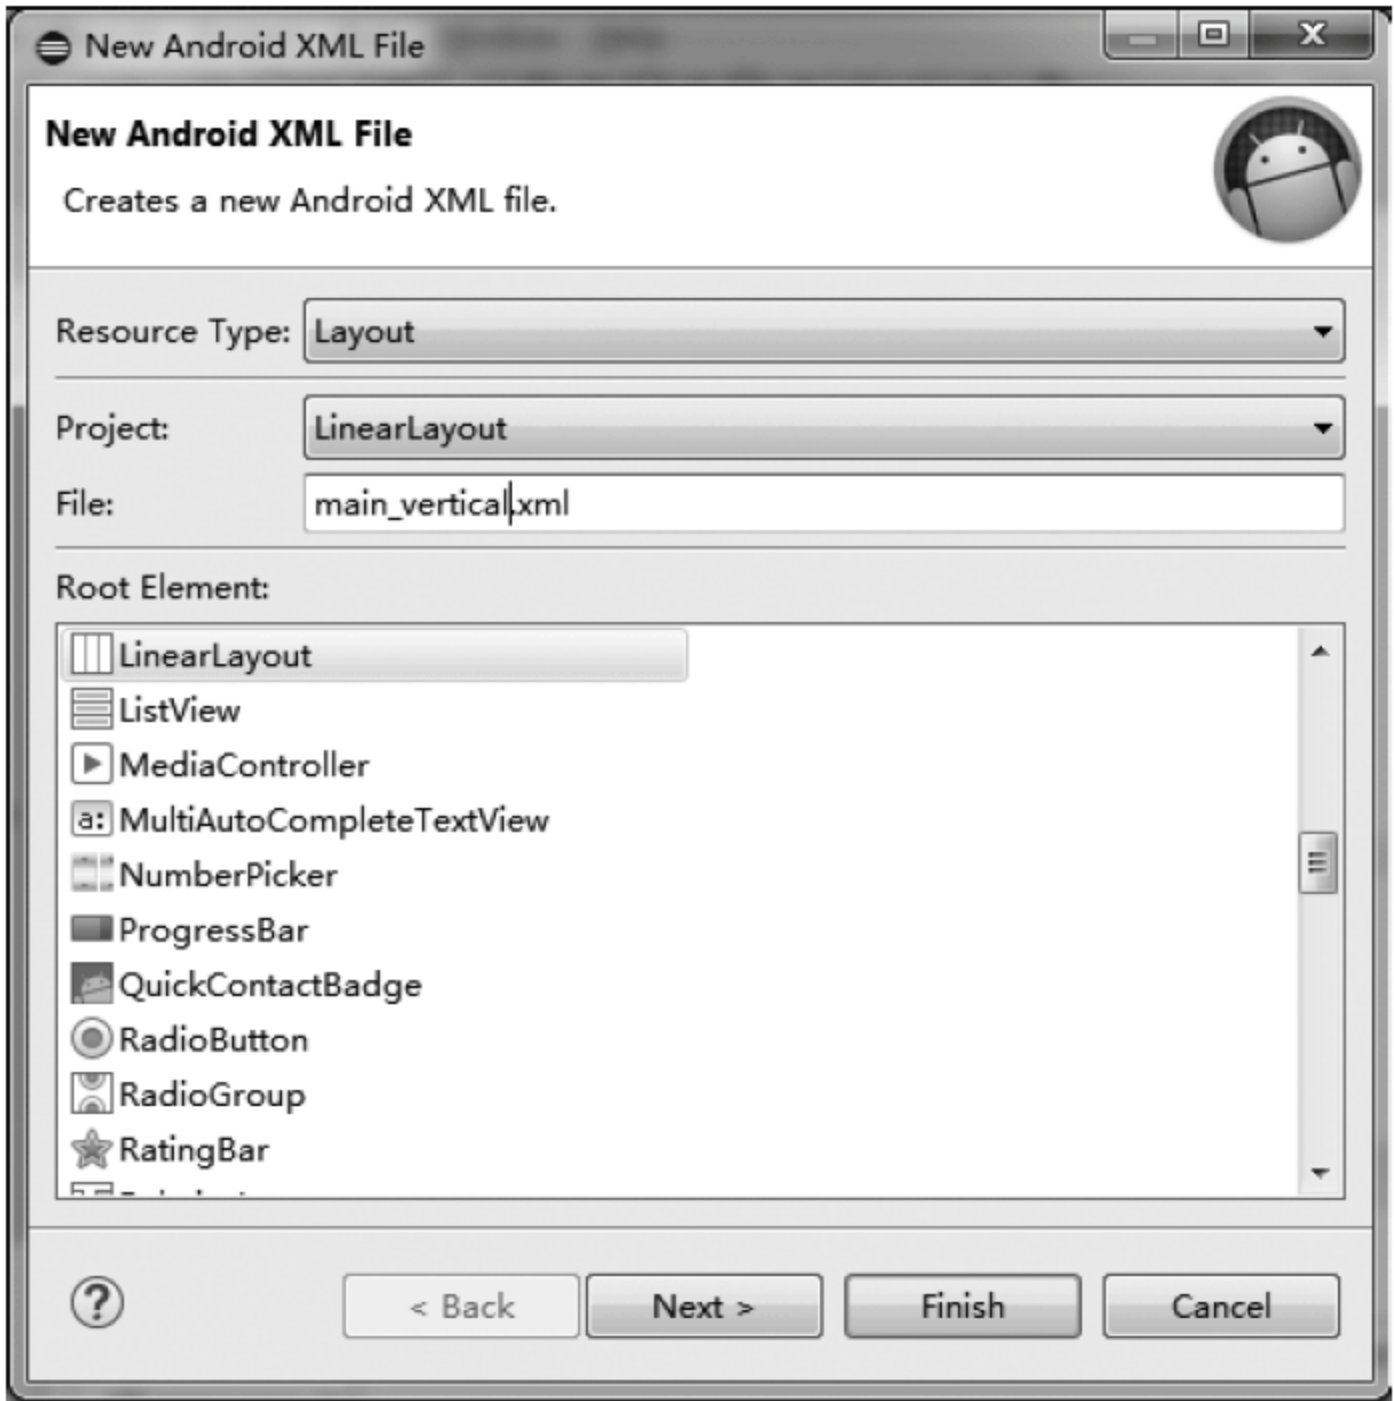 New Android XML File
New Android XML File
Creates a new Android XML file.
Resource Type: Layout
Project: LinearLayout
File: main_vertical.xml
Root Element:
LinearLayout
ListView
MediaController
a: MultiAutoCompleteTextView
NumberPicker
ProgressBar
QuickContactBadge
RadioButton
RadioGroup
RatingBar
? < Back Next > Finish Cancel